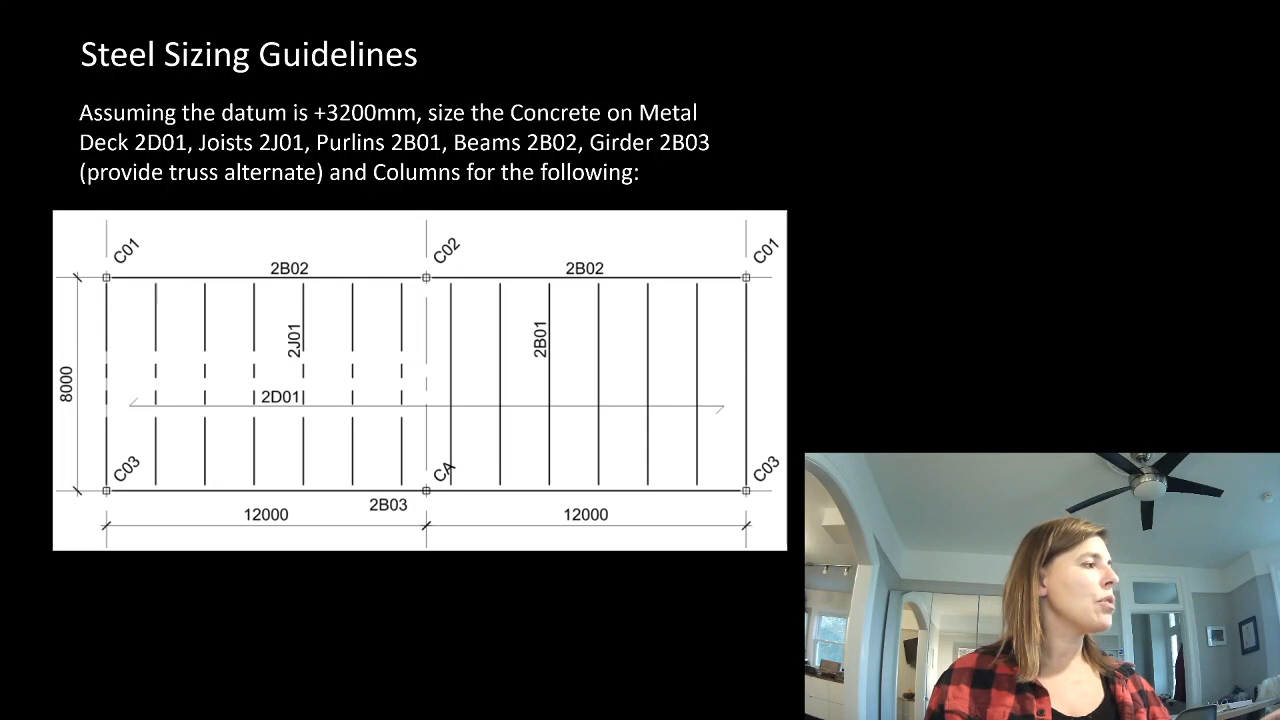 Steel Sizing Guidelines
Assuming the datum is +3200mm, size the Concrete on Metal
Deck 2D01, Joists 2J01, Purlins 2B01, Beams 2B02, Girder 2B03
(provide truss alternate) and Columns for the following:
C01
C02
C01
2B02
2B02
2J01
2B01
8000
2D01
C03
CA
C03
2B03
12000
12000